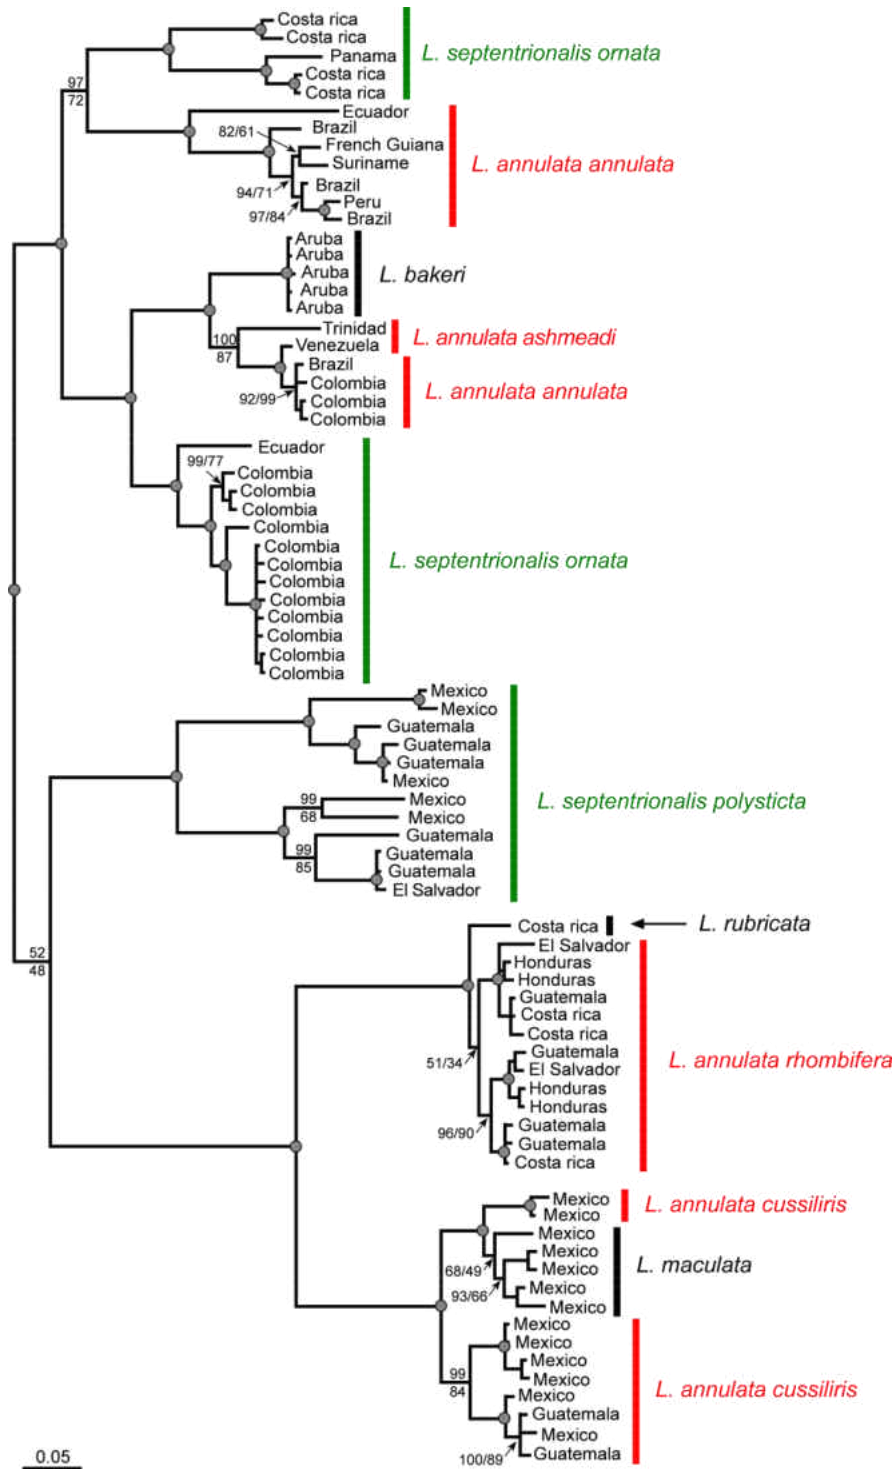 Costa rica
Costa rica
Panama
Costa rica
Costa rica
L. septentrionalis ornata
97
72
Ecuador
82/61
Brazil
French Guiana
Suriname
94/71
Brazil
Peru
97/84
Brazil
L. annulata annulata
Aruba
Aruba
Aruba
Aruba
Aruba
L. bakeri
100
87
Trinidad
Venezuela
L. annulata ashmeadi
Brazil
Colombia
92/99
Colombia
Colombia
L. annulata annulata
Ecuador
99/77
Colombia
Colombia
Colombia
Colombia
Colombia
Colombia
Colombia
Colombia
Colombia
Colombia
Colombia
Colombia
L. septentrionalis ornata
Mexico
Mexico
Guatemala
Guatemala
Guatemala
Mexico
99
68
Mexico
Mexico
99
85
Guatemala
Guatemala
Guatemala
El Salvador
L. septentrionalis polysticta
52
48
Costa rica
L. rubricata
El Salvador
Honduras
Honduras
Guatemala
Costa rica
Costa rica
51/34
Guatemala
El Salvador
Honduras
Honduras
96/90
Guatemala
Guatemala
Costa rica
L. annulata rhombifera
Mexico
Mexico
L. annulata cussiliris
Mexico
68/49
Mexico
Mexico
93/66
Mexico
Mexico
L. maculata
Mexico
Mexico
Mexico
Mexico
99
84
Mexico
Guatemala
Mexico
100/89
Guatemala
L. annulata cussiliris
0.05